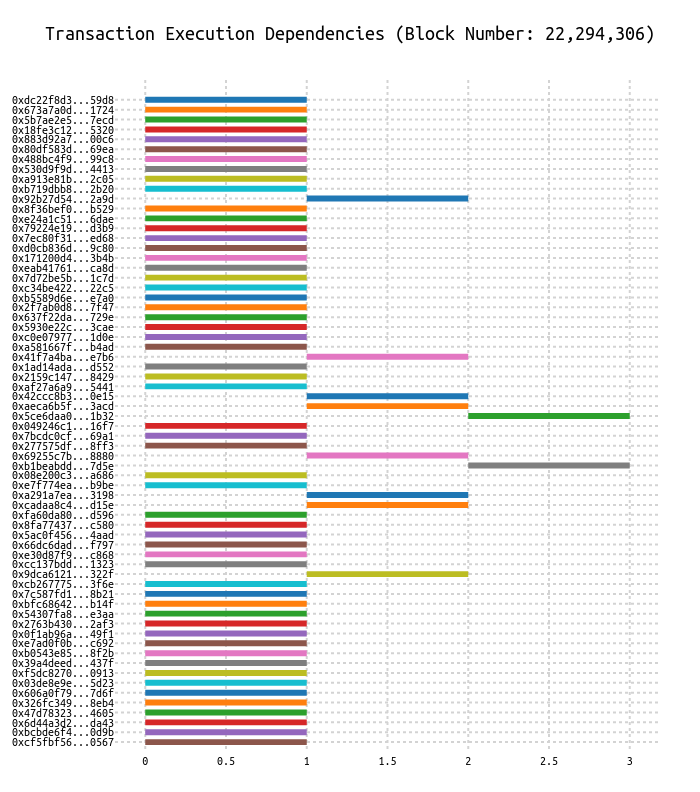 Transaction Execution Dependencies (Block Number: 22,294,306)
0xdc22f8d3...59d8
0x673a7a0d...1724
0x5b7ae2e5...7ecd
0x18fe3c12...5320
0x883d92a7...00c6
0x80df583d...69ea
0x488bc4f9...99c8
0x530d9f9d...4413
0xa913e81b...2c05
0xb719dbb8...2b20
0x92b27d54...2a9d
0x8f36bef0...b529
0xe24a1c51...6dae
0x79224e19...d3b9
0x7ec80f31...ed68
0xd0cb836d...9c80
0x171200d4...3b4b
0xeab41761...ca8d
0x7d72be5b...1c7d
0xc34be422...22c5
0xb5589d6e...e7a0
0x2f7ab0d8...7f47
0x637f22da...729e
0x5930e22c...3cae
0xc0e07977...1d0e
0xa581667f...b4ad
0x41f7a4ba...e7b6
0x1ad14ada...d552
0x2159c147...8429
0xaf27a6a9...5441
0x42ccc8b3...0e15
0xaeca6b5f...3acd
0x5ce6daa0...1b32
0x049246c1...16f7
0x7bcdc0cf...69a1
0x277575df...8ff3
0x69255c7b...8880
0xb1beabdd...7d5e
0x08e200c3...a686
0xe7f774ea...b9be
0xa291a7ea...3198
0xcadaa8c4...d15e
0xfa60da80...d596
0x8fa77437...c580
0x5ac0f456...4aad
0x66dc6dad...f797
0xe30d87f9...c868
0xcc137bdd...1323
0x9dca6121...322f
0xcb267775...3f6e
0x7c587fd1...8b21
0xbfc68642...b14f
0x54307fa8...e3aa
0x2763b430...2af3
0x0f1ab96a...49f1
0xe7ad0f0b...c692
0xb0543e85...8f2b
0x39a4deed...437f
0xf5dc8270...0913
0x03de8e9e...5d23
0x606a0f79...7d6f
0x326fc349...8eb4
0x47d78323...4605
0x6d44a3d2...da43
0xbcbde6f4...0d9b
0xcf5fbf56...0567
0 0.5 1 1.5 2 2.5 3